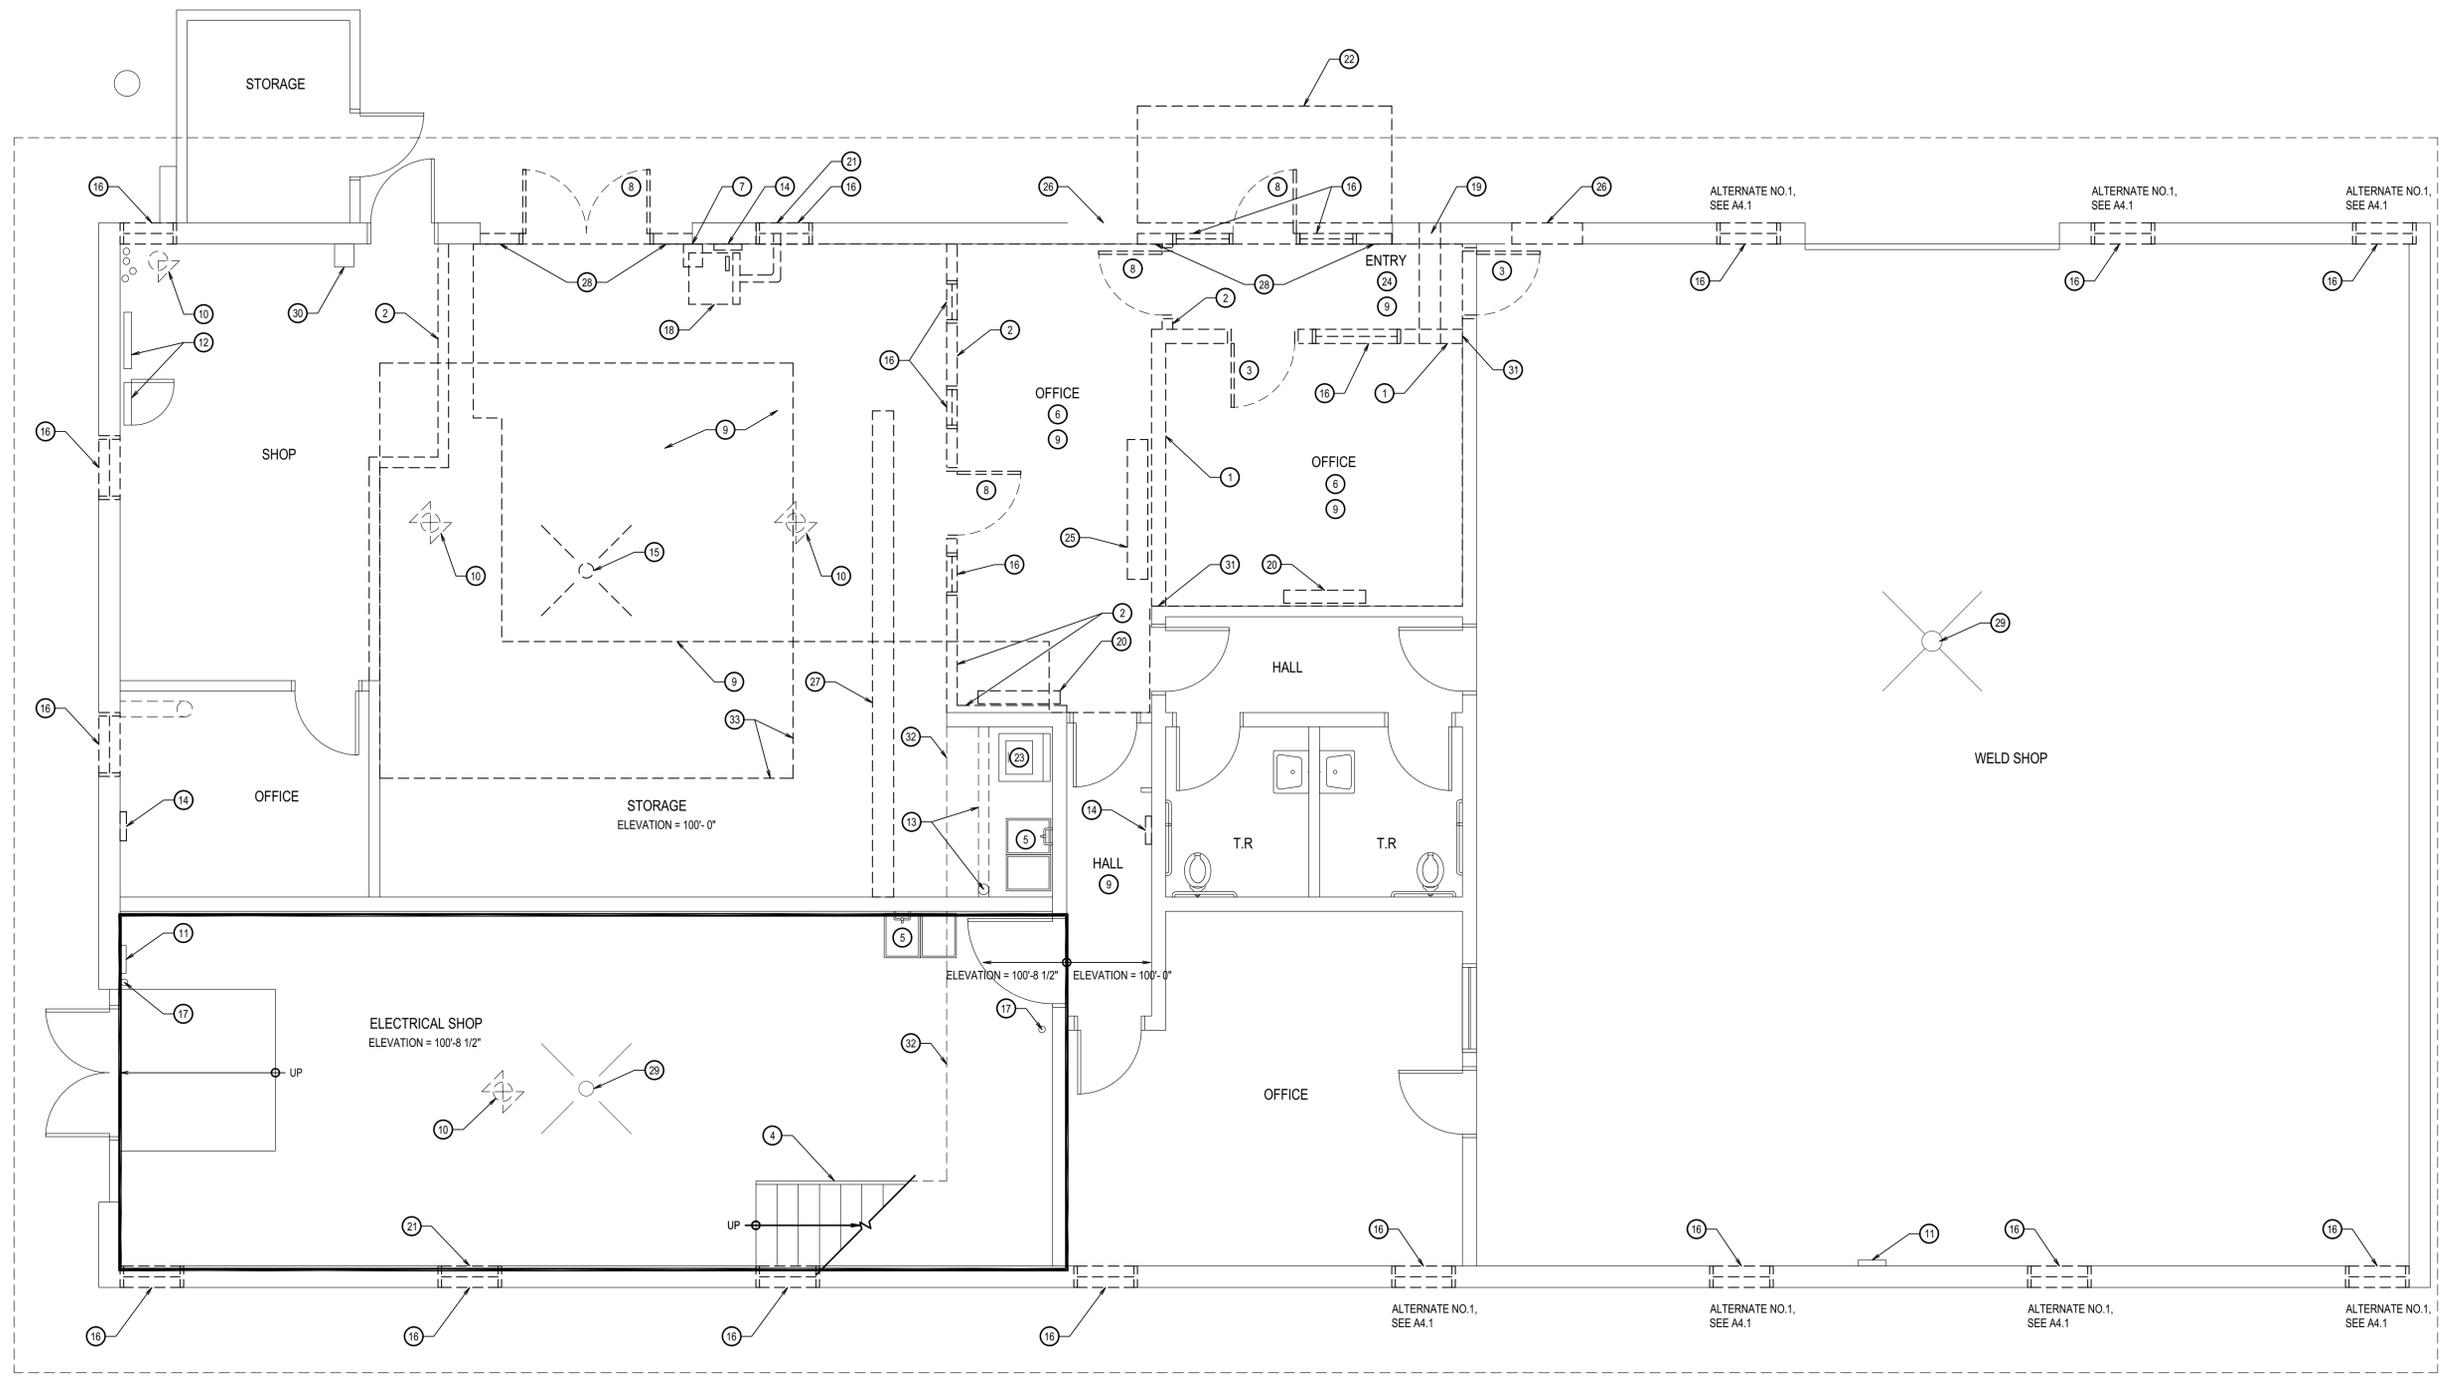 22
STORAGE
21
16
8
7
14
16
26
8
16
19
26
ALTERNATE NO.1,
SEE A4.1
ALTERNATE NO.1,
SEE A4.1
ALTERNATE NO.1,
SEE A4.1
16
28
8
28
ENTRY
24
9
3
16
16
16
10
30
2
18
2
2
12
16
31
3
16
1
OFFICE
6
9
9
16
SHOP
OFFICE
6
9
1
8
25
15
10
10
16
31
20
2
20
29
HALL
9
27
16
33
32
23
WELD SHOP
OFFICE
14
STORAGE
ELEVATION = 100'- 0"
13
5
14
T.R
T.R
HALL
9
11
5
ELEVATION = 100'-8 1/2"
ELEVATION = 100'- 0"
17
17
ELECTRICAL SHOP
ELEVATION = 100'-8 1/2"
32
UP
29
OFFICE
10
4
21
UP
16
16
11
16
16
16
16
16
16
ALTERNATE NO.1,
SEE A4.1
ALTERNATE NO.1,
SEE A4.1
ALTERNATE NO.1,
SEE A4.1
ALTERNATE NO.1,
SEE A4.1